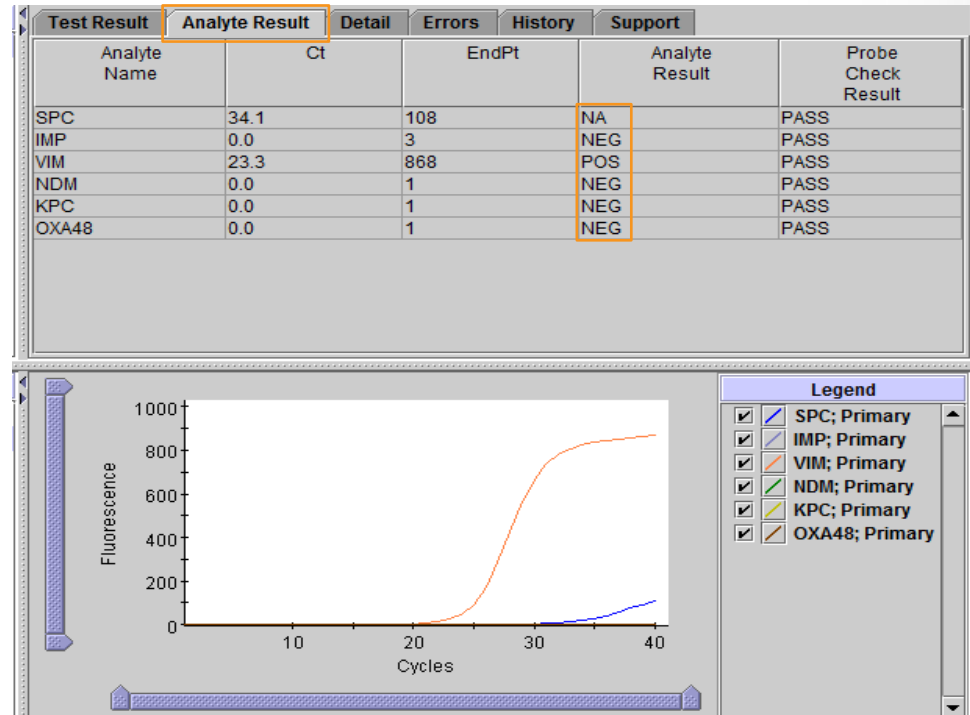 Test Result Analyte Result Detail Errors History Support
Analyte Name Ct EndPt Analyte Result Probe Check Result
SPC 34.1 108 NA PASS
IMP 0.0 3 NEG PASS
VIM 23.3 868 POS PASS
NDM 0.0 1 NEG PASS
KPC 0.0 1 NEG PASS
OXA48 0.0 1 NEG PASS
1000
800
600
400
200
0
Fluorescence
10 20 30 40
Cycles
Legend
SPC; Primary
IMP; Primary
VIM; Primary
NDM; Primary
KPC; Primary
OXA48; Primary